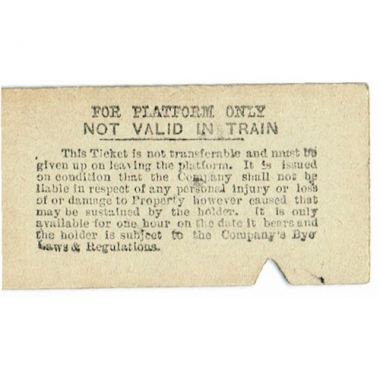 FOR PLATFORM ONLY
NOT VALID IN TRAIN
This Ticket is not transferable and must be
given up on leaving the platform. It is issued
on condition that the Company shall not be
liable in respect of any personal injury or loss
of or damage to Property however caused that
may be sustained by the holder. It is only
available for one hour on the date it bears and
the holder is subject to the Company's Bye
Laws & Regulations.